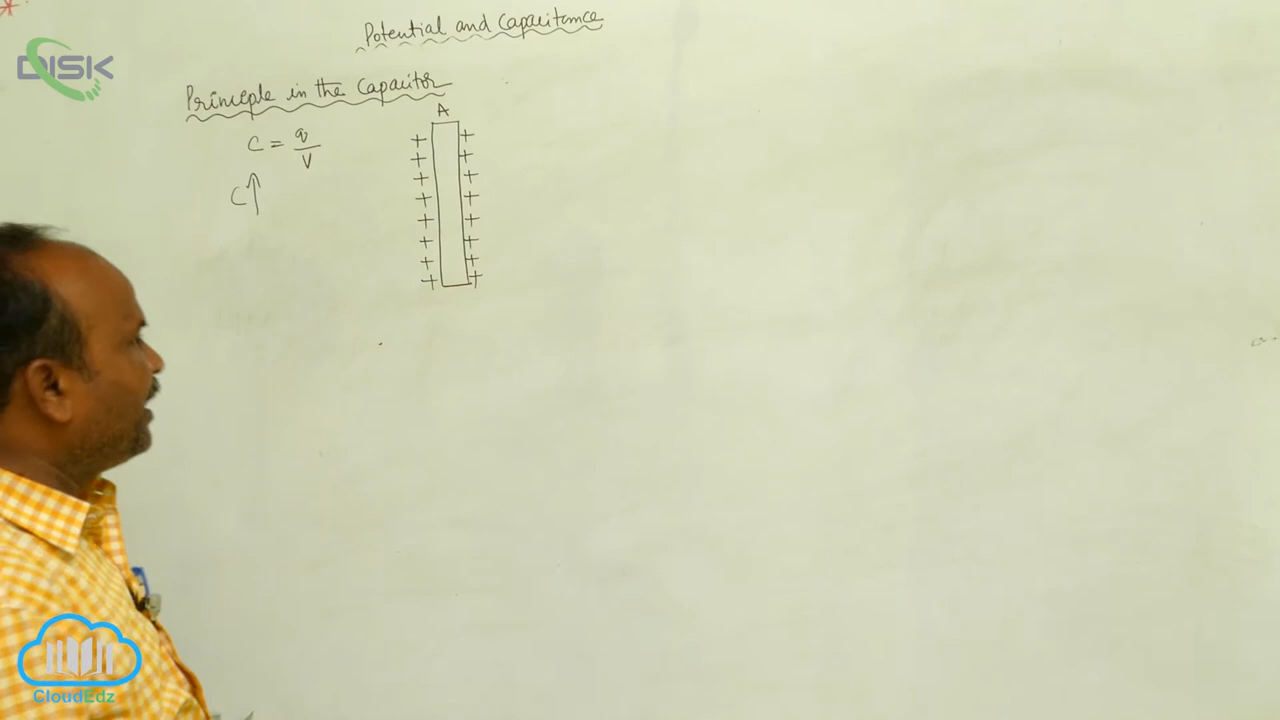 Potential and Capacitance
DISK
Principle in the Capacitor
A
C = q/V
C↑
+ +
+ +
+ +
+ +
+ +
+ +
+ +
+ +
CloudEdz